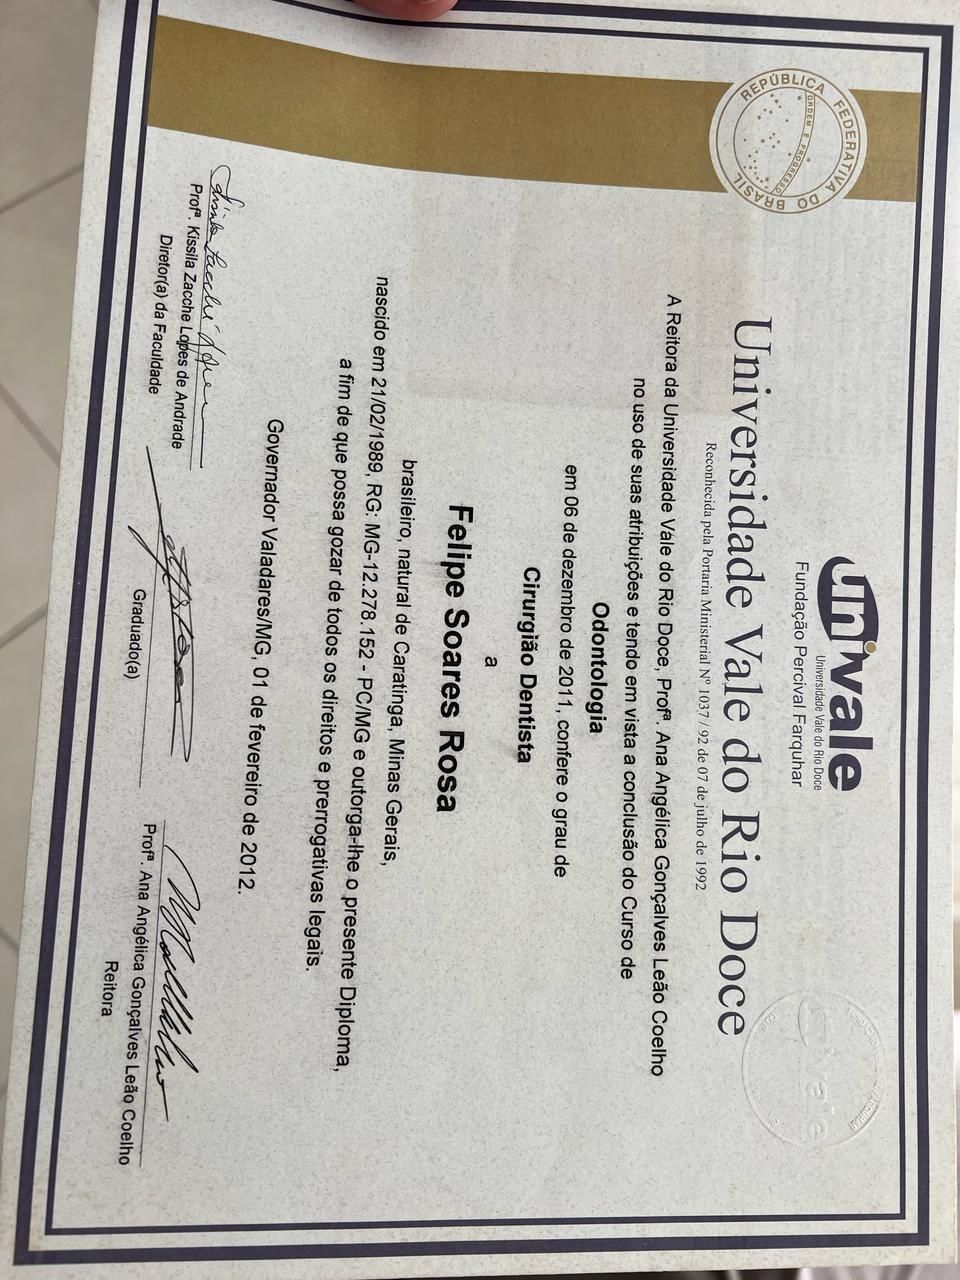 REPÚBLICA FEDERATIVA DO BRASIL
ORDEM E PROGRESSO
univale
Universidade Vale do Rio Doce
Fundação Percival Farquhar
Universidade Vale do Rio Doce
Reconhecida pela Portaria Ministerial Nº 1037 / 92 de 07 de julho de 1992
A Reitora da Universidade Vale do Rio Doce, Profª. Ana Angélica Gonçalves Leão Coelho
no uso de suas atribuições e tendo em vista a conclusão do Curso de
Odontologia
em 06 de dezembro de 2011, confere o grau de
Cirurgião Dentista
a
Felipe Soares Rosa
brasileiro, natural de Caratinga, Minas Gerais,
nascido em 21/02/1989, RG: MG-12.278.152 - PC/MG e outorga-lhe o presente Diploma,
a fim de que possa gozar de todos os direitos e prerrogativas legais.
Governador Valadares/MG, 01 de fevereiro de 2012.
Profª. Kissila Zacche Lopes de Andrade
Diretor(a) da Faculdade
Graduado(a)
Profª. Ana Angélica Gonçalves Leão Coelho
Reitora